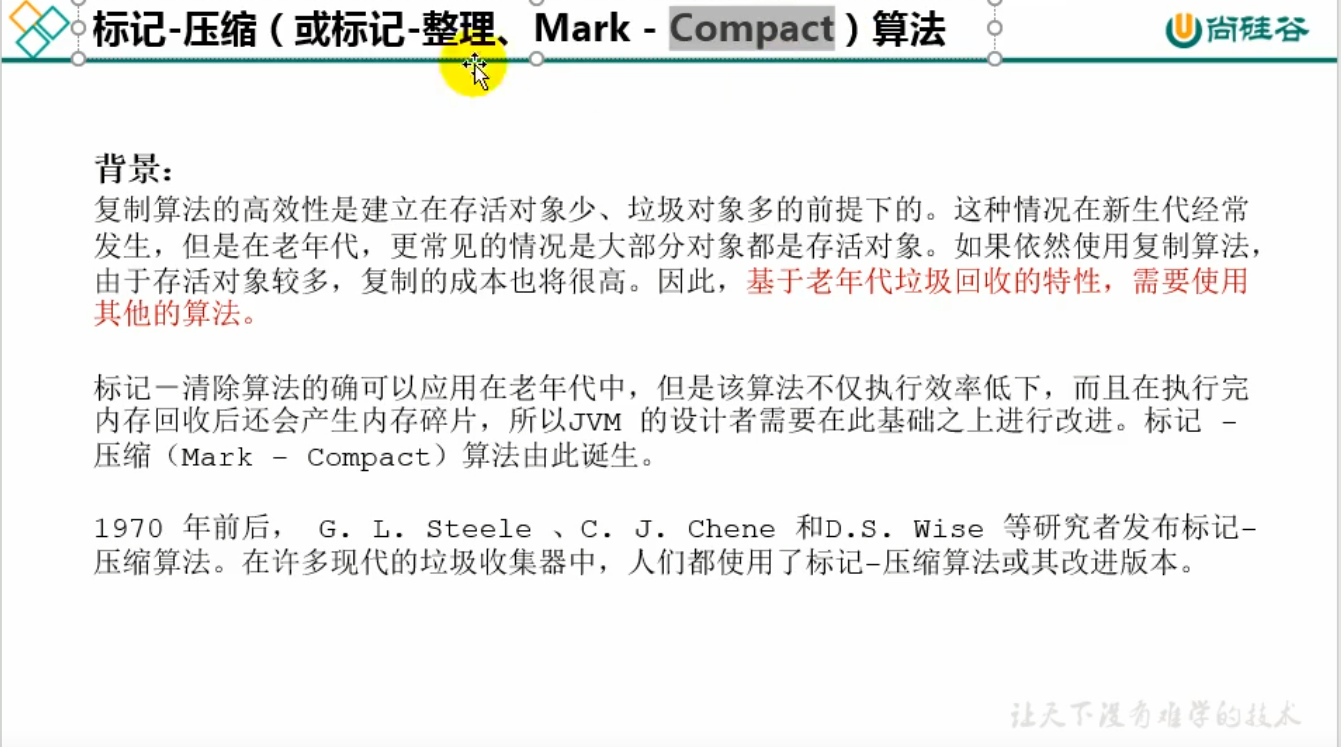 标记-压缩（或标记-整理、Mark - Compact）算法
尚硅谷
背景：
复制算法的高效性是建立在存活对象少、垃圾对象多的前提下的。这种情况在新生代经常
发生，但是在老年代，更常见的情况是大部分对象都是存活对象。如果依然使用复制算法，
由于存活对象较多，复制的成本也将很高。因此，基于老年代垃圾回收的特性，需要使用
其他的算法。
标记－清除算法的确可以应用在老年代中，但是该算法不仅执行效率低下，而且在执行完
内存回收后还会产生内存碎片，所以JVM 的设计者需要在此基础之上进行改进。标记 -
压缩（Mark - Compact）算法由此诞生。
1970 年前后， G. L. Steele 、C. J. Chene 和D.S. Wise 等研究者发布标记-
压缩算法。在许多现代的垃圾收集器中，人们都使用了标记-压缩算法或其改进版本。
让天下没有难学的技术